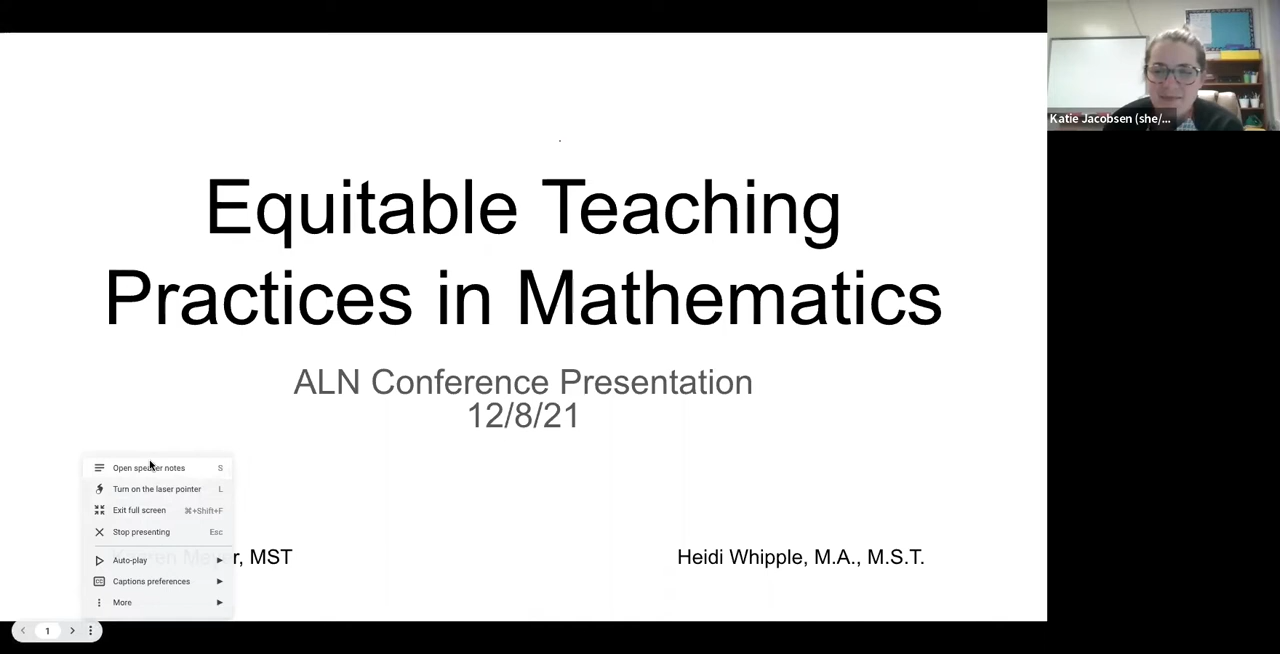 Katie Jacobsen (she/...
Equitable Teaching
Practices in Mathematics
ALN Conference Presentation
12/8/21
Open speaker notes S
Turn on the laser pointer L
Exit full screen ⌘+Shift+F
Stop presenting Esc
r, MST
Heidi Whipple, M.A., M.S.T.
Auto-play
Captions preferences
More
1